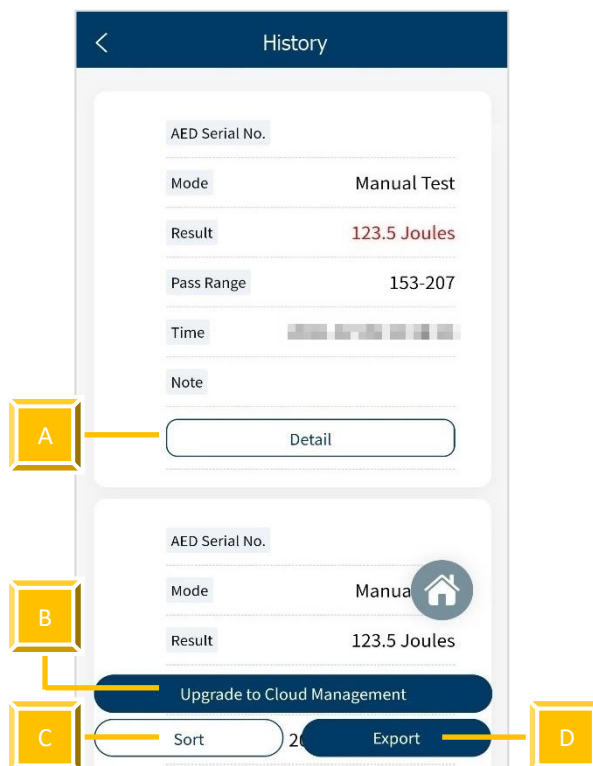 History
AED Serial No.
Mode Manual Test
Result 123.5 Joules
Pass Range 153-207
Time
Note
A Detail
AED Serial No.
Mode Manua
B
Result 123.5 Joules
Upgrade to Cloud Management
C Sort 2 Export D